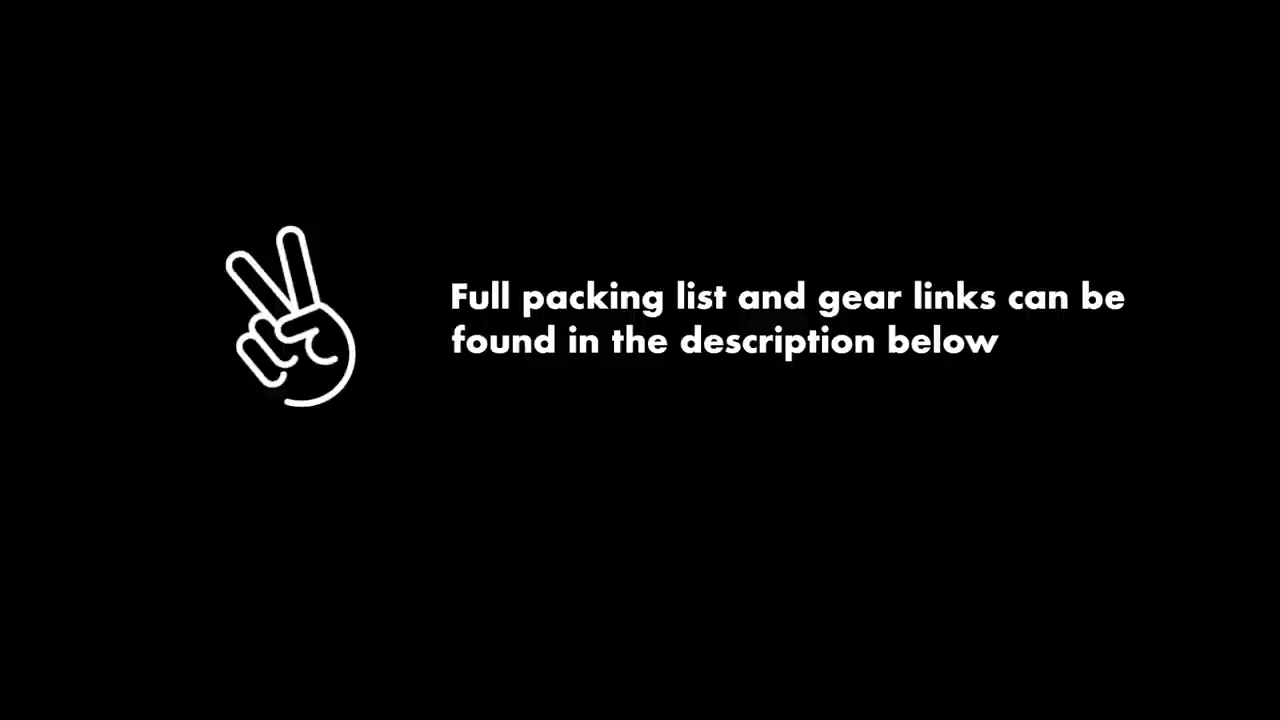 Full packing list and gear links can be
found in the description below